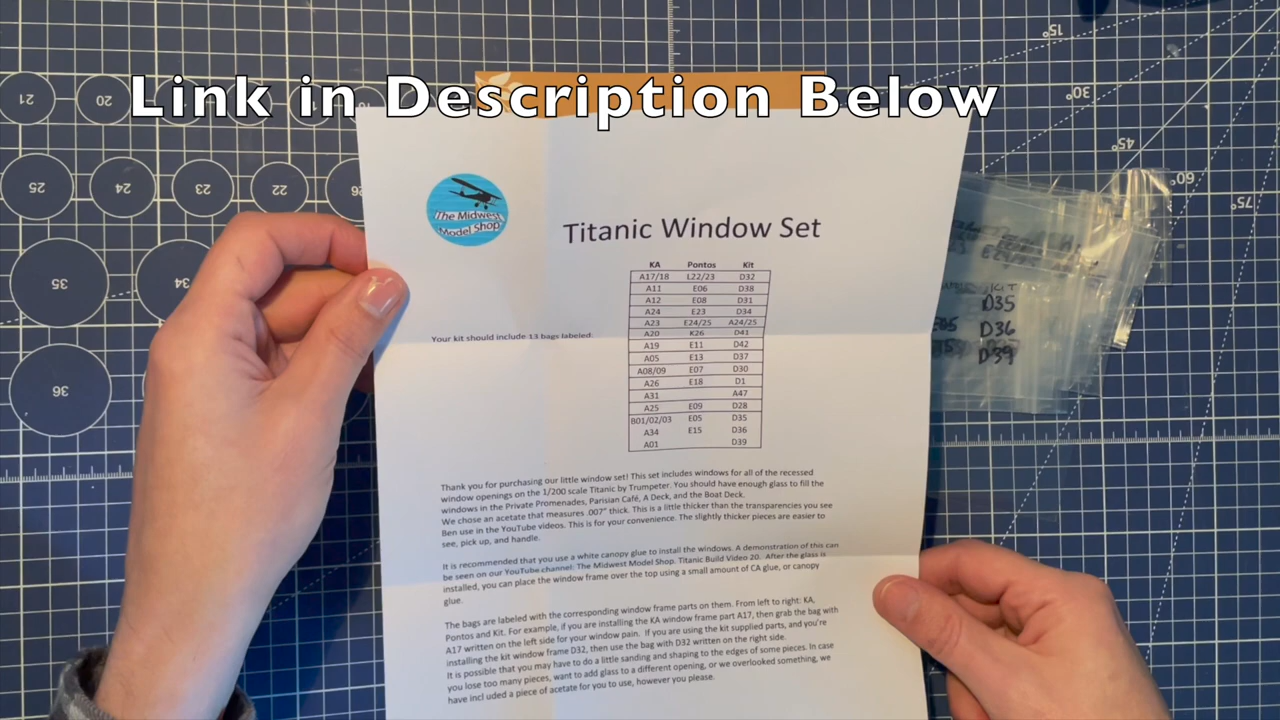 Link in Description Below
The Midwest
Model Shop
Titanic Window Set
KA Pontos Kit
A17/18 L22/23 D32
A11 E06 D38
A12 E08 D31
A24 E23 D34
A23 E24/25 A24/25
A20 K26 D41
A19 E11 D42
A05 E13 D37
A08/09 E07 D30
A26 E18 D1
A31 A47
A25 E09 D28
B01/02/03 E05 D35
A34 E15 D36
A01 D39
Your kit should include 13 bags labeled.
Thank you for purchasing our little window set! This set includes windows for all of the recessed
window openings on the 1/200 scale Titanic by Trumpeter. You should have enough glass to fill the
windows in the Private Promenades, Parisian Café, A Deck, and the Boat Deck.
We chose an acetate that measures .007" thick. This is a little thicker than the transparencies you see
Ben use in the YouTube videos. This is for your convenience. The slightly thicker pieces are easier to
see, pick up, and handle.
It is recommended that you use a white canopy glue to install the windows. A demonstration of this can
be seen on our YouTube channel: The Midwest Model Shop. Titanic Build Video 20. After the glass is
installed, you can place the window frame over the top using a small amount of CA glue, or canopy
glue.
The bags are labeled with the corresponding window frame parts on them. From left to right: KA,
Pontos and Kit. For example, if you are installing the KA window frame part A17, then grab the bag with
A17 written on the left side for your window pain. If you are using the kit supplied parts, and you're
installing the kit window frame D32, then use the bag with D32 written on the right side.
It is possible that you may have to do a little sanding and shaping to the edges of some pieces. In case
you lose too many pieces, want to add glass to a different opening, or we overlooked something, we
have included a piece of acetate for you to use, however you please.
KIT
D35
D36
D39
21
20
25
24
23
22
35
34
36
15°
30°
45°
60°
75°